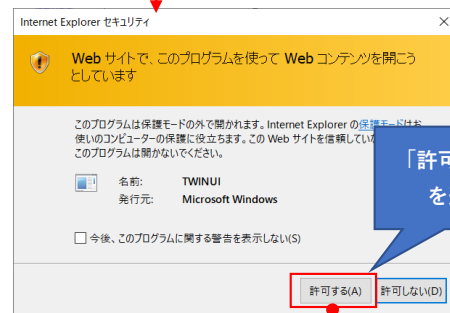 Internet Explorer セキュリティ
Web サイトで、このプログラムを使って Web コンテンツを開こう
としています
このプログラムは保護モードの外で開かれます。Internet Explorer の保護モードはお
使いのコンピューターの保護に役立ちます。この Web サイトを信頼してい
このプログラムは開かないでください。
「許可
を
名前: TWINUI
発行元: Microsoft Windows
今後、このプログラムに関する警告を表示しない(S)
許可する(A) 許可しない(D)